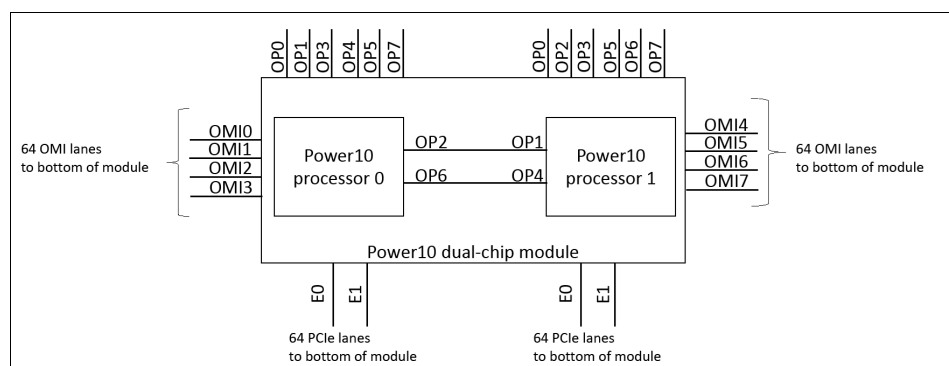 OP0
OP1
OP3
OP4
OP5
OP7
OP0
OP2
OP3
OP5
OP6
OP7
64 OMI lanes
to bottom of module
OMI0
OMI1
OMI2
OMI3
Power10
processor 0
OP2
OP6
OP1
OP4
Power10
processor 1
OMI4
OMI5
OMI6
OMI7
64 OMI lanes
to bottom of module
Power10 dual-chip module
E0
E1
E0
E1
64 PCIe lanes
to bottom of module
64 PCIe lanes
to bottom of module